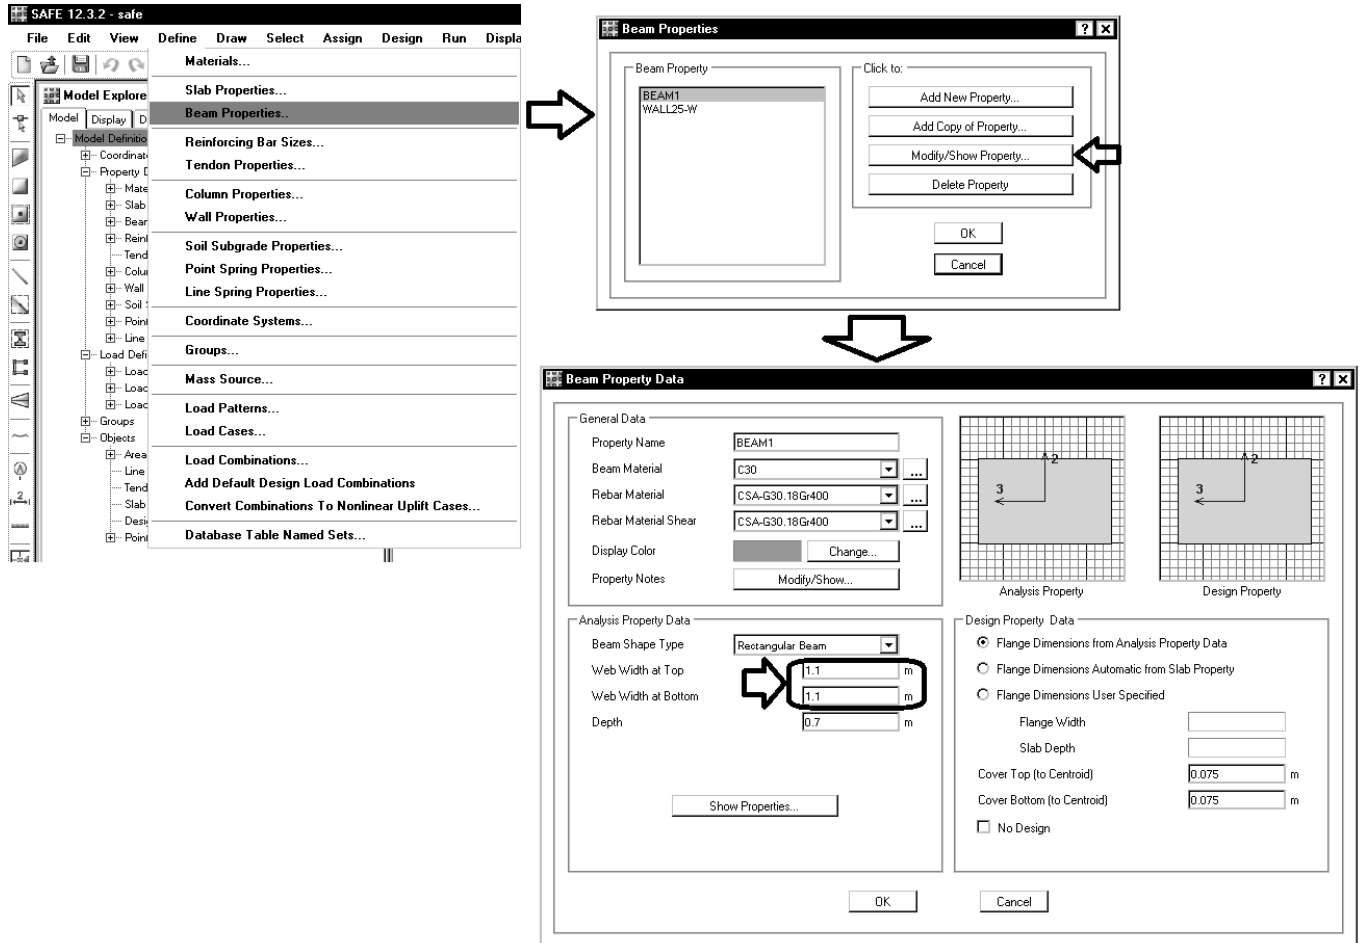 SAFE 12.3.2 - safe
File Edit View Define Draw Select Assign Design Run Displa
Materials...
Slab Properties...
Beam Properties..
Reinforcing Bar Sizes...
Tendon Properties...
Column Properties...
Wall Properties...
Soil Subgrade Properties...
Point Spring Properties...
Line Spring Properties...
Coordinate Systems...
Groups...
Mass Source...
Load Patterns...
Load Cases...
Load Combinations...
Add Default Design Load Combinations
Convert Combinations To Nonlinear Uplift Cases...
Database Table Named Sets...
Model Explore
Model Display D
Model Definitio
Coordinat
Property D
Mate
Slab
Bear
Reinf
Tend
Colu
Wall
Soil S
Point
Line
Load Defi
Load
Load
Load
Groups
Objects
Area
Line
Tend
Slab
Desi
Point
Beam Properties
Beam Property
BEAM1
WALL25-W
Click to:
Add New Property...
Add Copy of Property...
Modify/Show Property...
Delete Property
OK
Cancel
Beam Property Data
General Data
Property Name BEAM1
Beam Material C30 ...
Rebar Material CSA-G30.18Gr400 ...
Rebar Material Shear CSA-G30.18Gr400 ...
Display Color Change...
Property Notes Modify/Show...
2
3
Analysis Property
2
3
Design Property
Analysis Property Data
Beam Shape Type Rectangular Beam
Web Width at Top 1.1 m
Web Width at Bottom 1.1 m
Depth 0.7 m
Show Properties...
Design Property Data
Flange Dimensions from Analysis Property Data
Flange Dimensions Automatic from Slab Property
Flange Dimensions User Specified
Flange Width
Slab Depth
Cover Top (to Centroid) 0.075 m
Cover Bottom (to Centroid) 0.075 m
No Design
OK Cancel